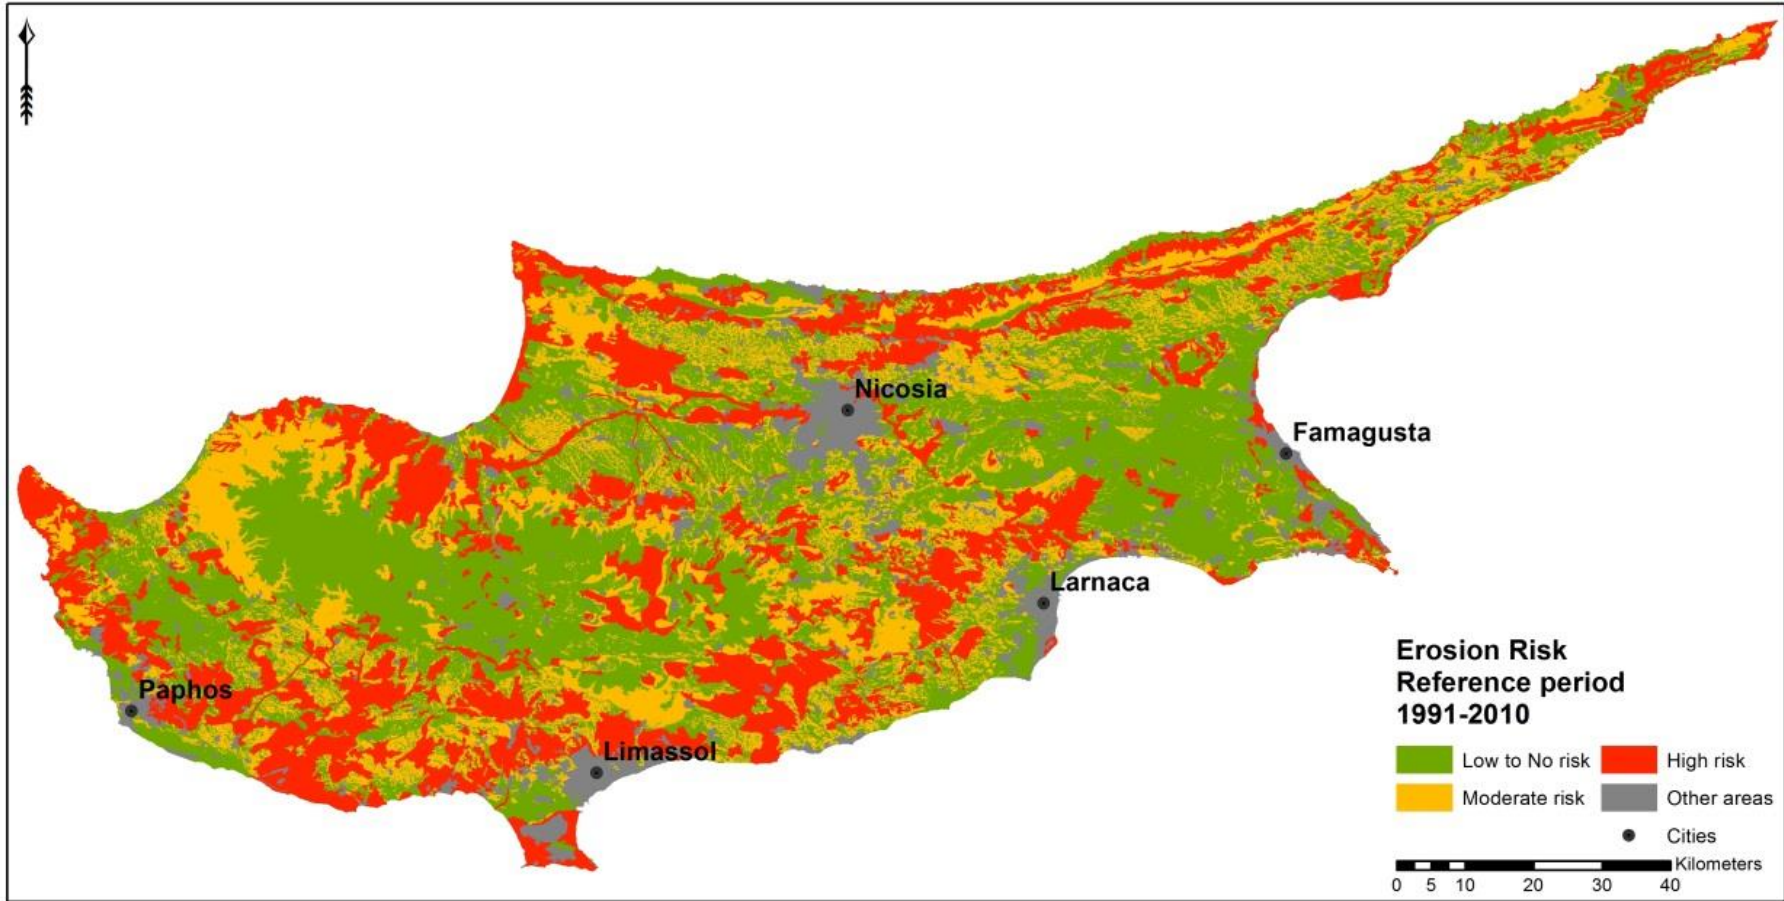 Nicosia
Famagusta
Larnaca
Paphos
Limassol
Erosion Risk
Reference period
1991-2010
Low to No risk
High risk
Moderate risk
Other areas
Cities
Kilometers
0 5 10 20 30 40